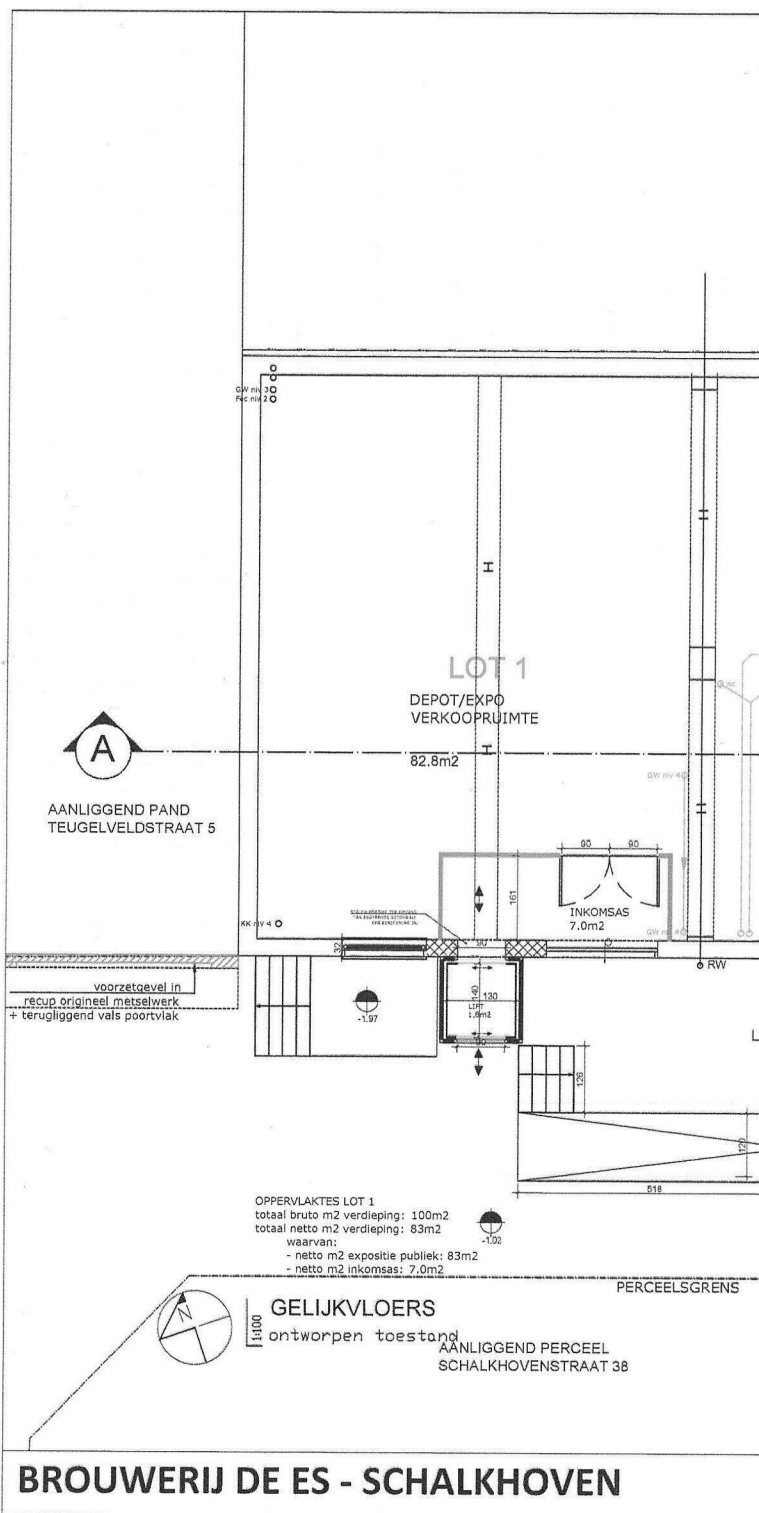 GW niv 3
Fec niv 2
LOT 1
DEPOT/EXPO
VERKOOPRUIMTE
82.8m2
WC
A
GW niv 4
AANLIGGEND PAND
TEUGELVELDSTRAAT 5
90
90
161
INKOMSAS
7.0m2
KK niv 4
GW niv 4
90
32
RW
voorzetgevel in
recup origineel metselwerk
+ terugliggend vals poortvlak
-1.97
140
130
LIFT
1.8m2
90
L
126
120
518
OPPERVLAKTES LOT 1
totaal bruto m2 verdieping: 100m2
totaal netto m2 verdieping: 83m2
waarvan:
- netto m2 expositie publiek: 83m2
- netto m2 inkomsas: 7.0m2
-1.02
PERCEELSGRENS
N
1:100
GELIJKVLOERS
ontworpen toestand
AANLIGGEND PERCEEL
SCHALKHOVENSTRAAT 38
BROUWERIJ DE ES - SCHALKHOVEN